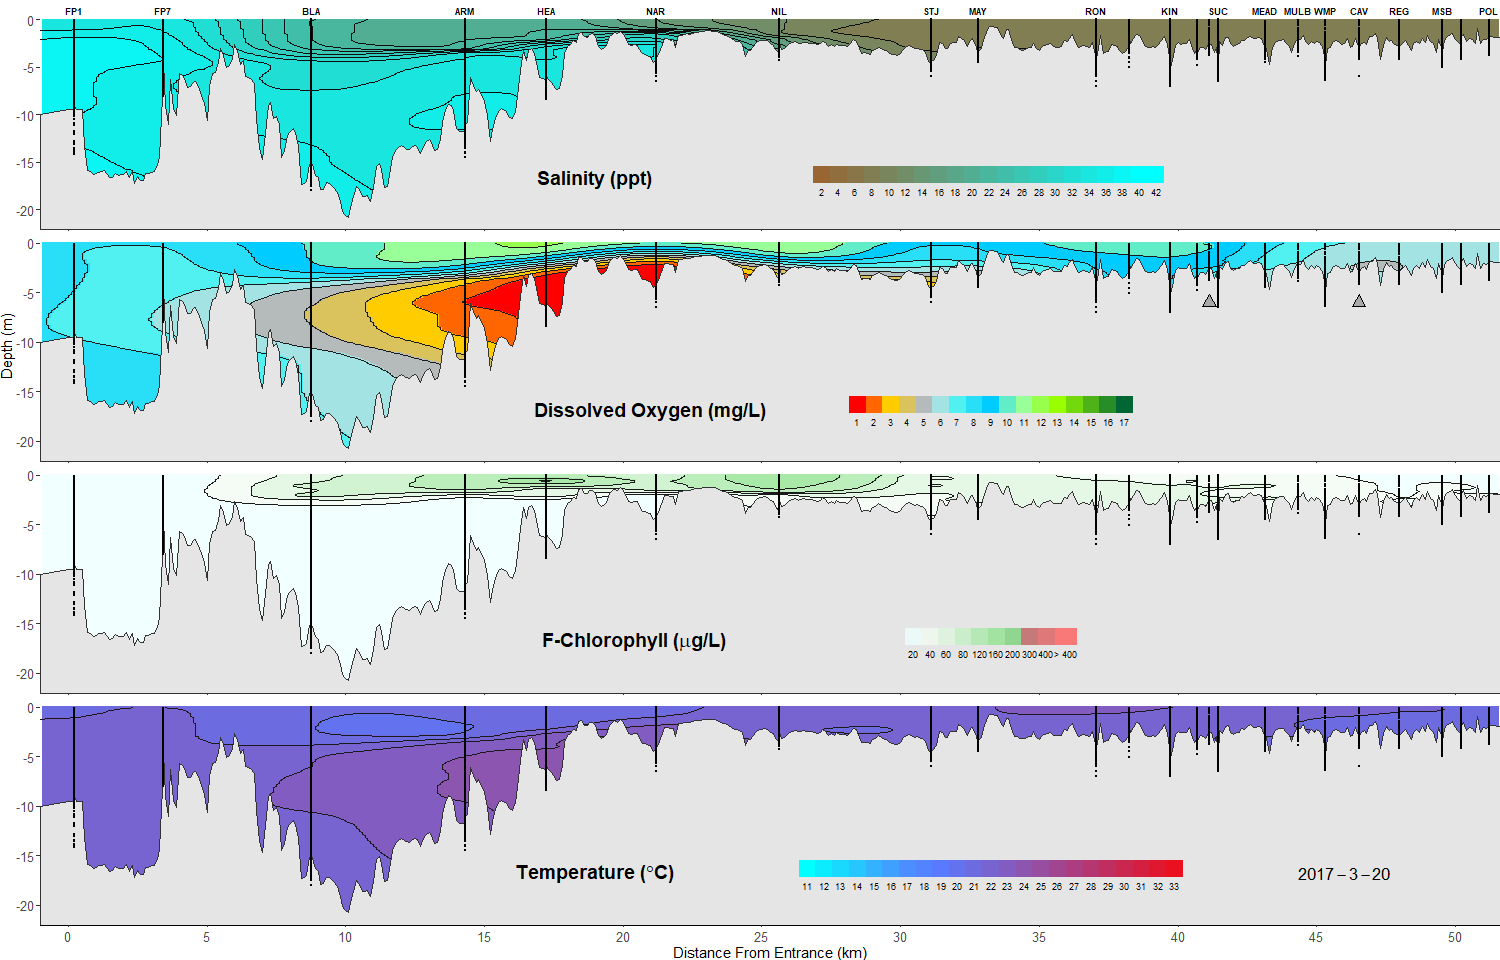 FP1 FP7 BLA ARM HEA NAR NIL STJ MAY RON KIN SUC MEAD MULB WMP CAV REG MSB POL
0
-5
-10
-15
-20
Salinity (ppt)
2 4 6 8 10 12 14 16 18 20 22 24 26 28 30 32 34 36 38 40 42
0
-5
-10
-15
-20
Dissolved Oxygen (mg/L)
1 2 3 4 5 6 7 8 9 10 11 12 13 14 15 16 17
Depth (m)
0
-5
-10
-15
-20
F-Chlorophyll (µg/L)
20 40 60 80 120 160 200 300 400 > 400
0
-5
-10
-15
-20
Temperature (°C)
11 12 13 14 15 16 17 18 19 20 21 22 23 24 25 26 27 28 29 30 31 32 33
2017-3-20
0 5 10 15 20 25 30 35 40 45 50
Distance From Entrance (km)